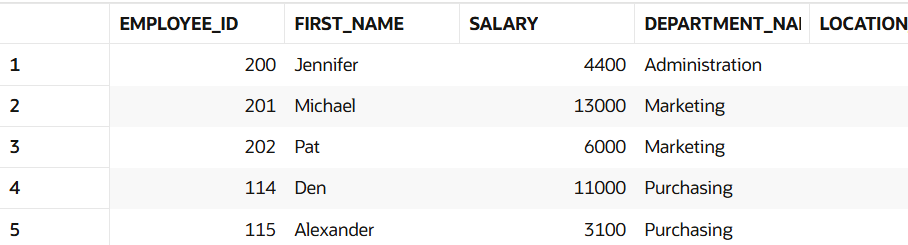 EMPLOYEE_ID FIRST_NAME SALARY DEPARTMENT_NA LOCATION
1 200 Jennifer 4400 Administration
2 201 Michael 13000 Marketing
3 202 Pat 6000 Marketing
4 114 Den 11000 Purchasing
5 115 Alexander 3100 Purchasing